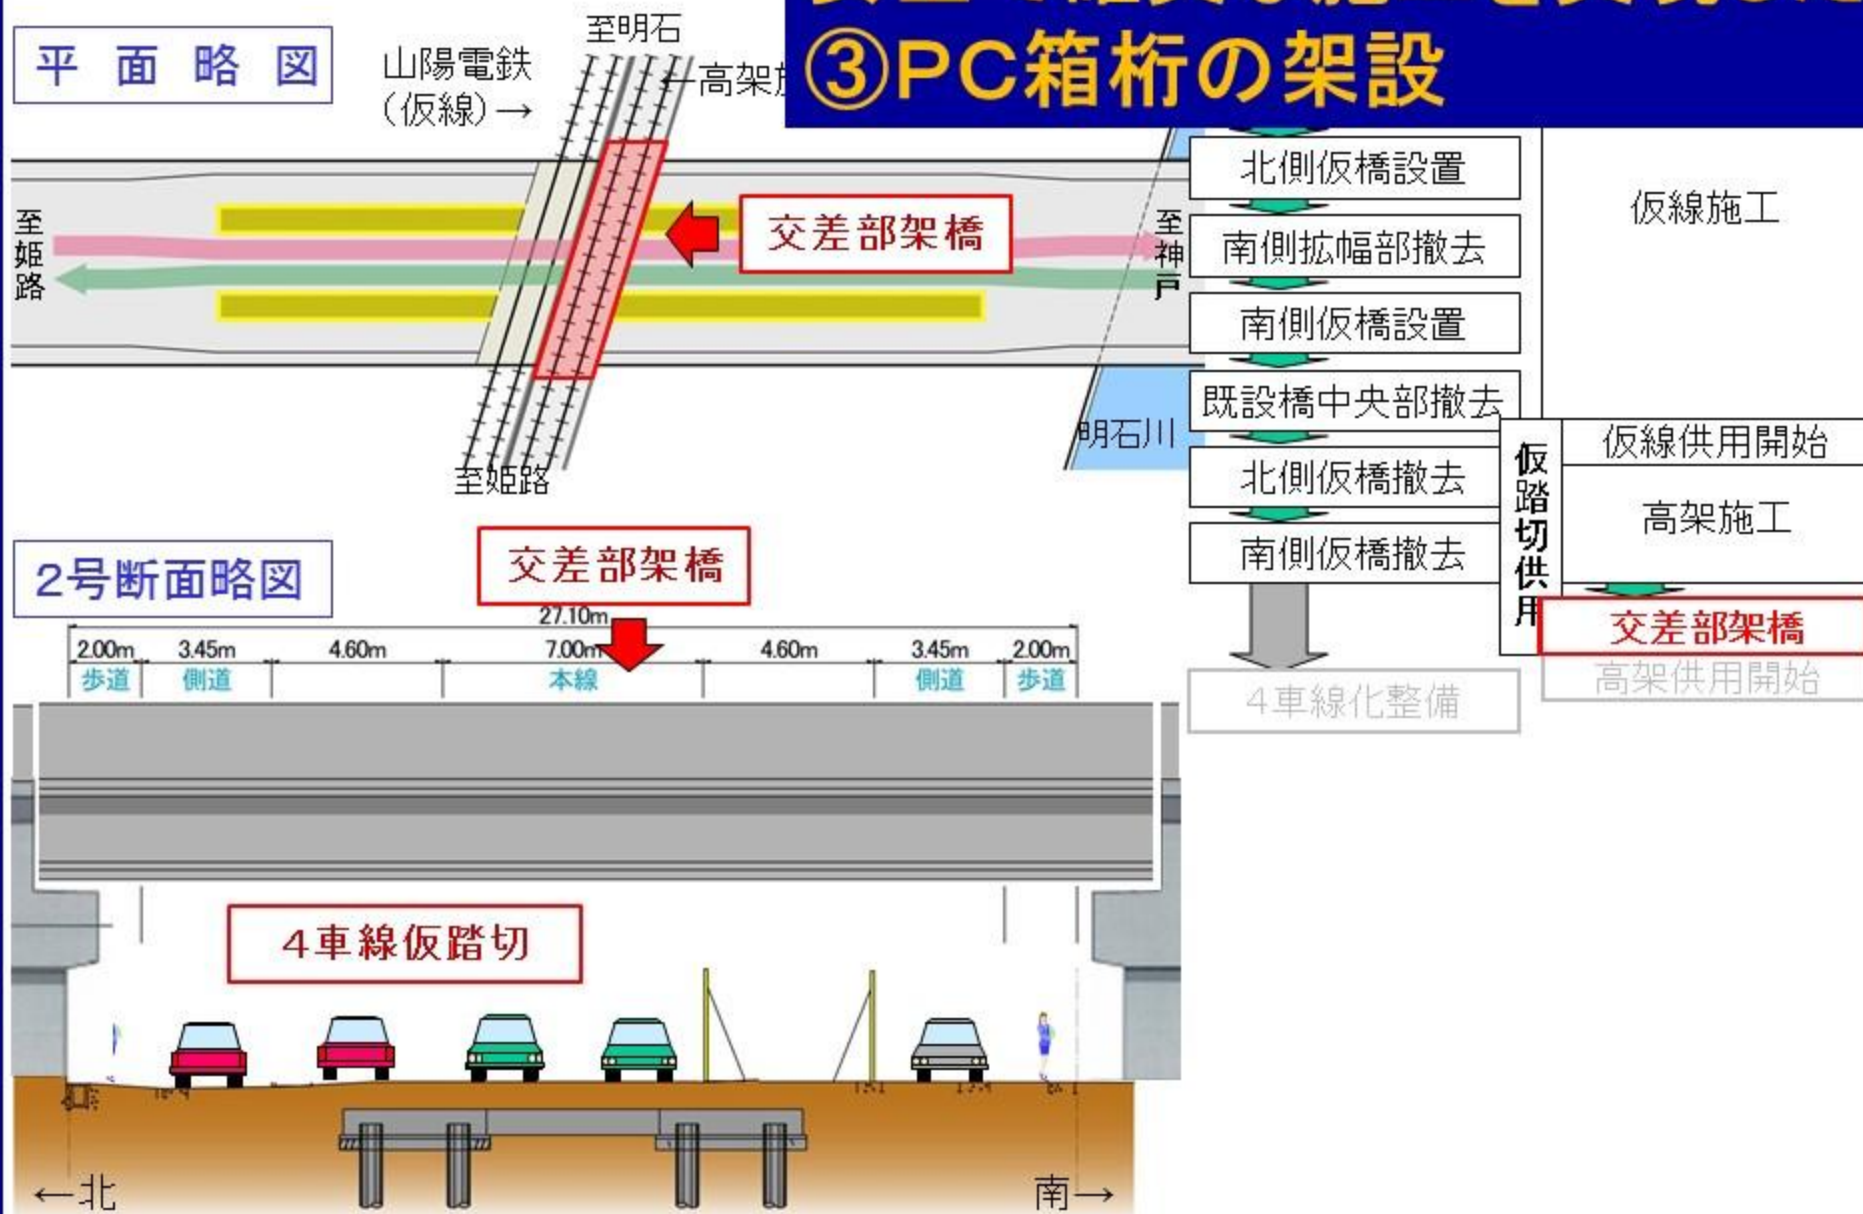 ③PC箱桁の架設
平面略図
至明石
山陽電鉄
(仮線)→
←高架
至姫路
交差部架橋
至神戸
至姫路
明石川
北側仮橋設置
南側拡幅部撤去
南側仮橋設置
既設橋中央部撤去
北側仮橋撤去
南側仮橋撤去
4車線化整備
仮線施工
仮踏切供用
仮線供用開始
高架施工
交差部架橋
高架供用開始
2号断面略図
交差部架橋
27.10m
2.00m 3.45m 4.60m 7.00m 4.60m 3.45m 2.00m
歩道 側道 本線 側道 歩道
4車線仮踏切
←北
南→